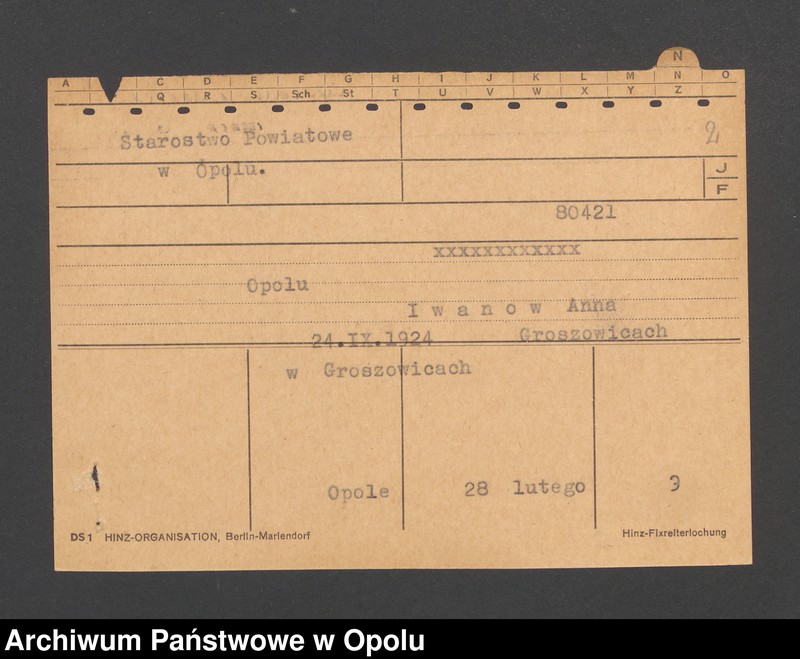 N
A C D E F G H I J K L M N O
Q R S Sch St T U V W X Y Z
Starostwo Powiatowe
2
w Opolu.
J
F
80421
xxxxxxxxxxxx
Opolu
I w a n o w Anna
24.IX.1924 Groszowicach
w Groszowicach
Opole 28 lutego 9
DS1 HINZ-ORGANISATION, Berlin-Mariendorf Hinz-Fixreiterlochung
Archiwum Państwowe w Opolu